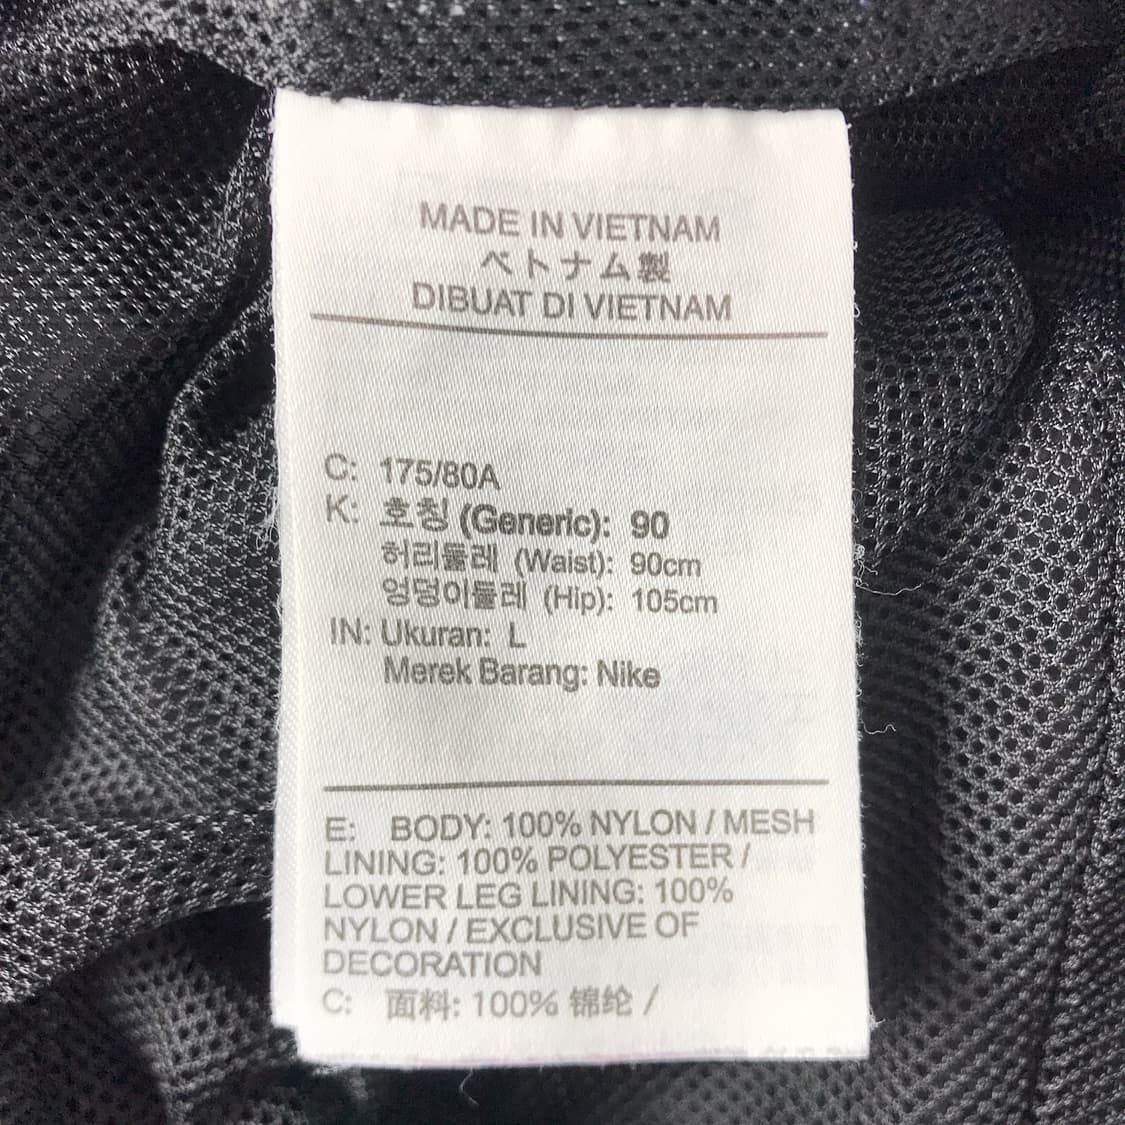 MADE IN VIETNAM
ベトナム製
DIBUAT DI VIETNAM
C: 175/80A
K: 호칭 (Generic): 90
허리둘레 (Waist): 90cm
엉덩이둘레 (Hip): 105cm
IN: Ukuran: L
Merek Barang: Nike
E: BODY: 100% NYLON / MESH
LINING: 100% POLYESTER /
LOWER LEG LINING: 100%
NYLON / EXCLUSIVE OF
DECORATION
C: 面料: 100% 锦纶 /